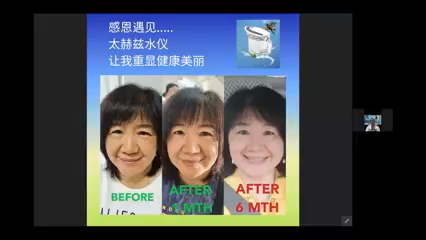 感恩遇见.....
太赫兹水仪
让我重显健康美丽
BEFORE
AFTER
1 MTH
AFTER
6 MTH